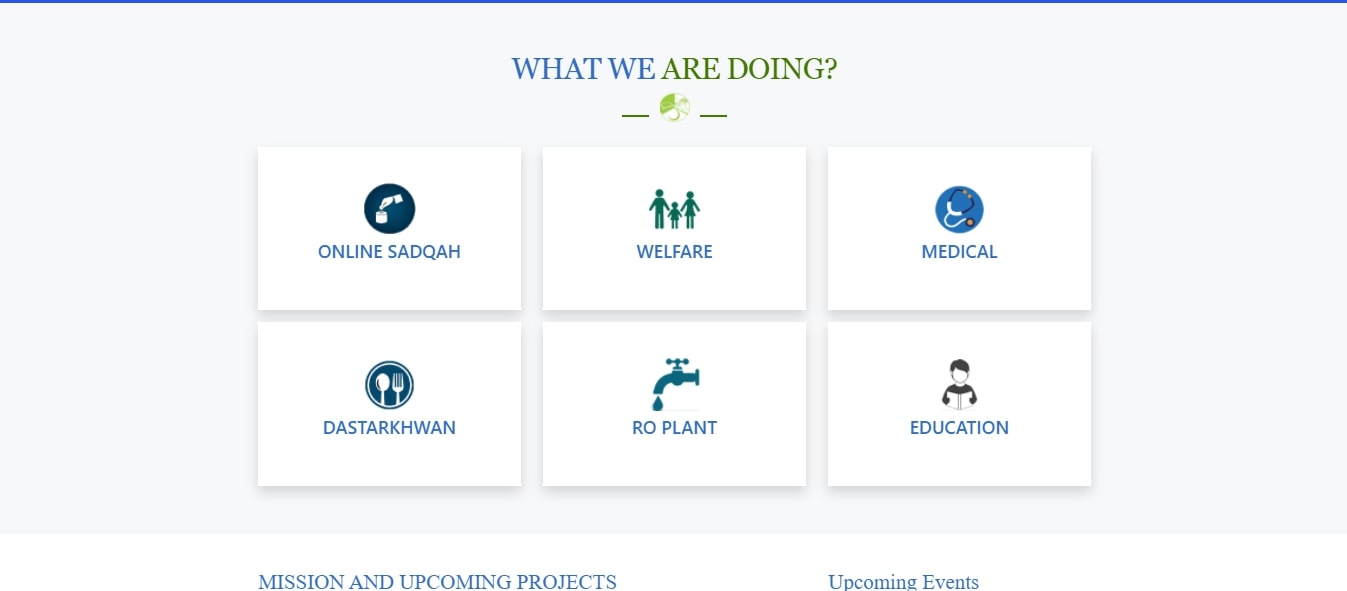 WHAT WE ARE DOING?
ONLINE SADQAH
WELFARE
MEDICAL
DASTARKHWAN
RO PLANT
EDUCATION
MISSION AND UPCOMING PROJECTS
Upcoming Events